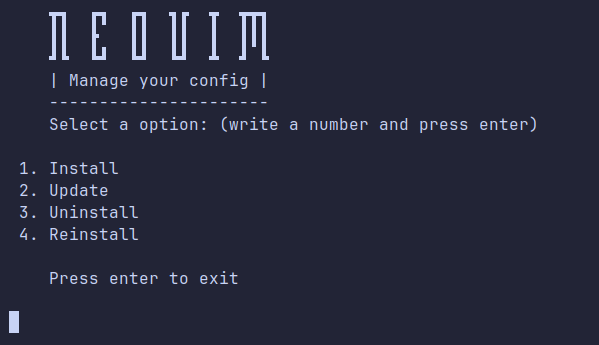 NEOVIM
| Manage your config |
----------------------
Select a option: (write a number and press enter)
1. Install
2. Update
3. Uninstall
4. Reinstall
Press enter to exit